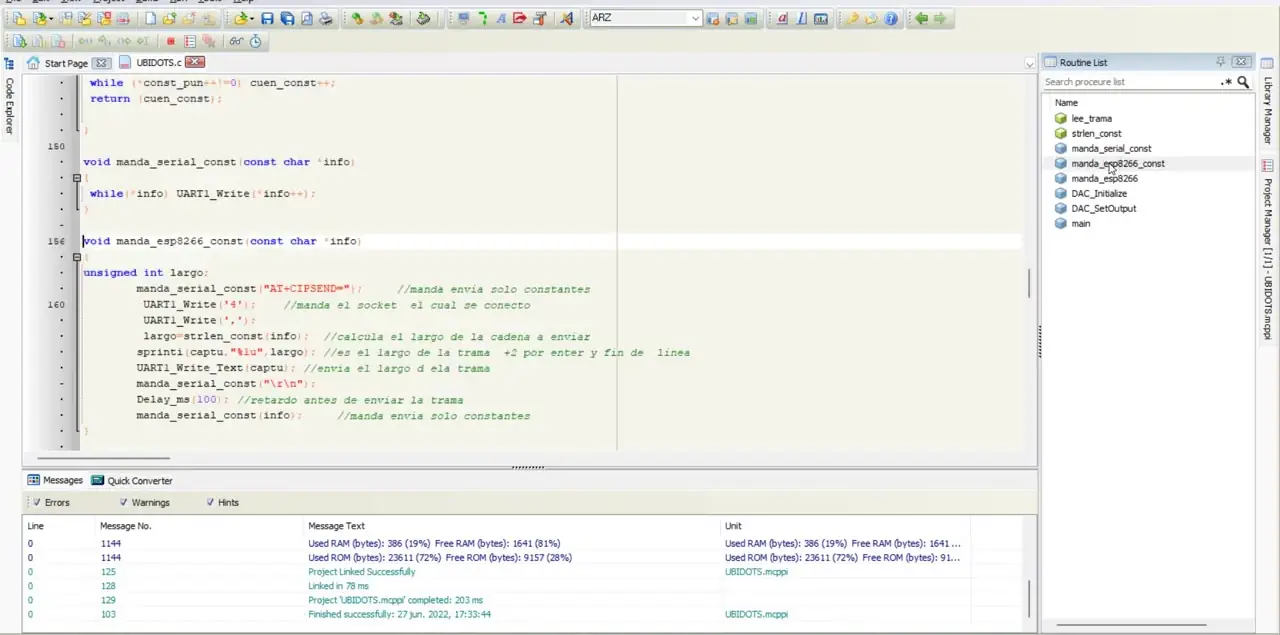 ARZ
Start Page
UBIDOTS.c
Code Explorer
while (*const_pun++!=0) cuen_const++;
return (cuen_const);
}
150
void manda_serial_const(const char *info)
{
while(*info) UART1_Write(*info++);
}
156
void manda_esp8266_const(const char *info)
{
unsigned int largo;
manda_serial_const("AT+CIPSEND="); //manda envia solo constantes
160
UART1_Write('4'); //manda el socket el cual se conecto
UART1_Write(',');
largo=strlen_const(info); //calcula el largo de la cadena a enviar
sprinti(captu,"%lu",largo); //es el largo de la trama +2 por enter y fin de linea
UART1_Write_Text(captu); //envia el largo d ela trama
manda_serial_const("\r\n");
Delay_ms(100); //retardo antes de enviar la trama
manda_serial_const(info); //manda envia solo constantes
}
Routine List
Search proceure list
.*
Name
lee_trama
strlen_const
manda_serial_const
manda_esp8266_const
manda_esp8266
DAC_Initialize
DAC_SetOutput
main
Library Manager
Project Manager [1/1] - UBIDOTS.mcppi
Messages
Quick Converter
Errors
Warnings
Hints
Line Message No. Message Text Unit
0 1144 Used RAM (bytes): 386 (19%) Free RAM (bytes): 1641 (81%) Used RAM (bytes): 386 (19%) Free RAM (bytes): 1641 ...
0 1144 Used ROM (bytes): 23611 (72%) Free ROM (bytes): 9157 (28%) Used ROM (bytes): 23611 (72%) Free ROM (bytes): 91...
0 125 Project Linked Successfully UBIDOTS.mcppi
0 128 Linked in 78 ms
0 129 Project 'UBIDOTS.mcppi' completed: 203 ms
0 103 Finished successfully: 27 jun. 2022, 17:33:44 UBIDOTS.mcppi